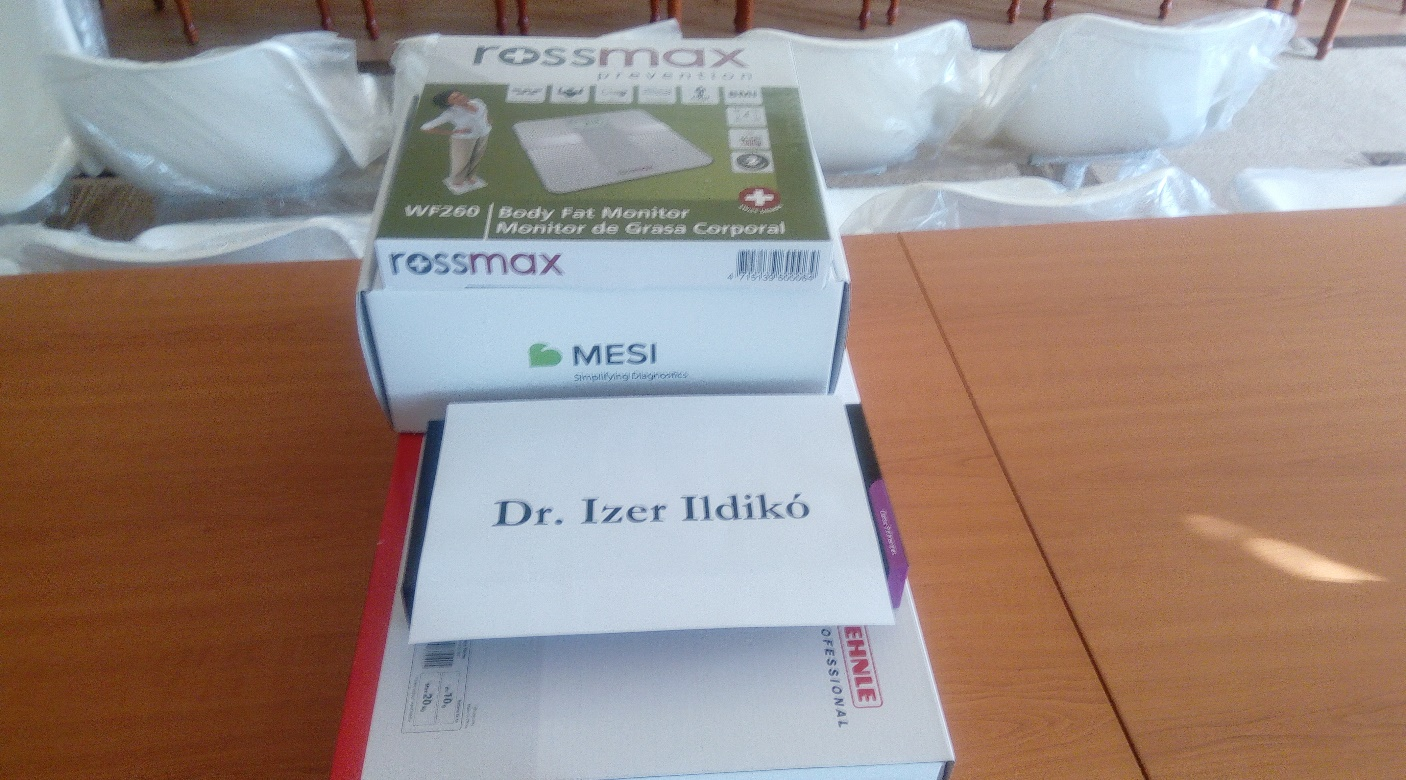 rossmax
prevention
WF260
Body Fat Monitor
Monitor de Grasa Corporal
rossmax
MESI
Simplifying Diagnostics
Dr. Izer Ildikó
EHNLE
OFESSIONAL